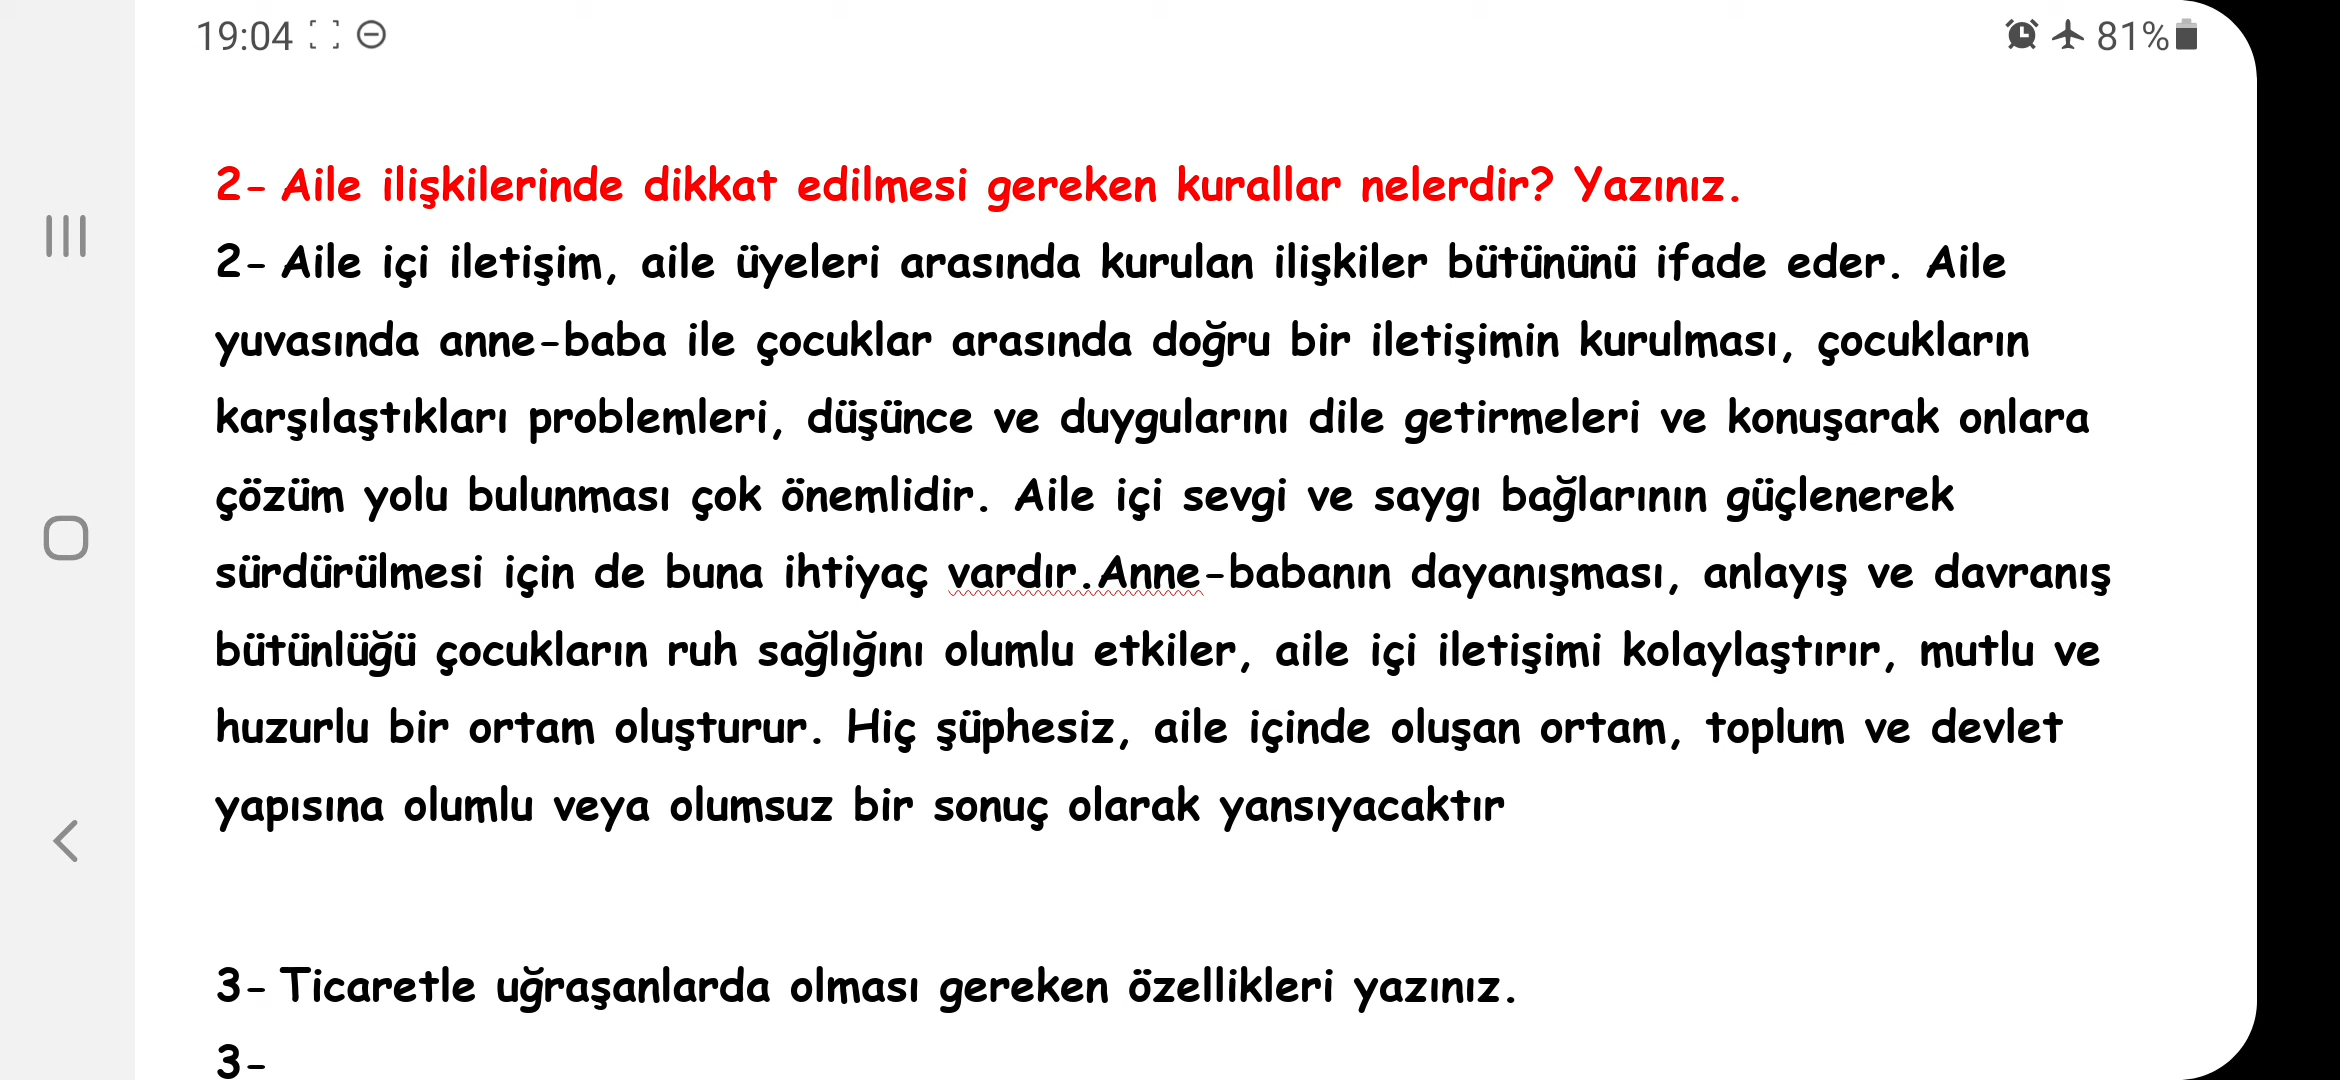 19:04
81%
2- Aile ilişkilerinde dikkat edilmesi gereken kurallar nelerdir? Yazınız.
2- Aile içi iletişim, aile üyeleri arasında kurulan ilişkiler bütününü ifade eder. Aile
yuvasında anne-baba ile çocuklar arasında doğru bir iletişimin kurulması, çocukların
karşılaştıkları problemleri, düşünce ve duygularını dile getirmeleri ve konuşarak onlara
çözüm yolu bulunması çok önemlidir. Aile içi sevgi ve saygı bağlarının güçlenerek
sürdürülmesi için de buna ihtiyaç vardır.Anne-babanın dayanışması, anlayış ve davranış
bütünlüğü çocukların ruh sağlığını olumlu etkiler, aile içi iletişimi kolaylaştırır, mutlu ve
huzurlu bir ortam oluşturur. Hiç şüphesiz, aile içinde oluşan ortam, toplum ve devlet
yapısına olumlu veya olumsuz bir sonuç olarak yansıyacaktır
3- Ticaretle uğraşanlarda olması gereken özellikleri yazınız.
3-